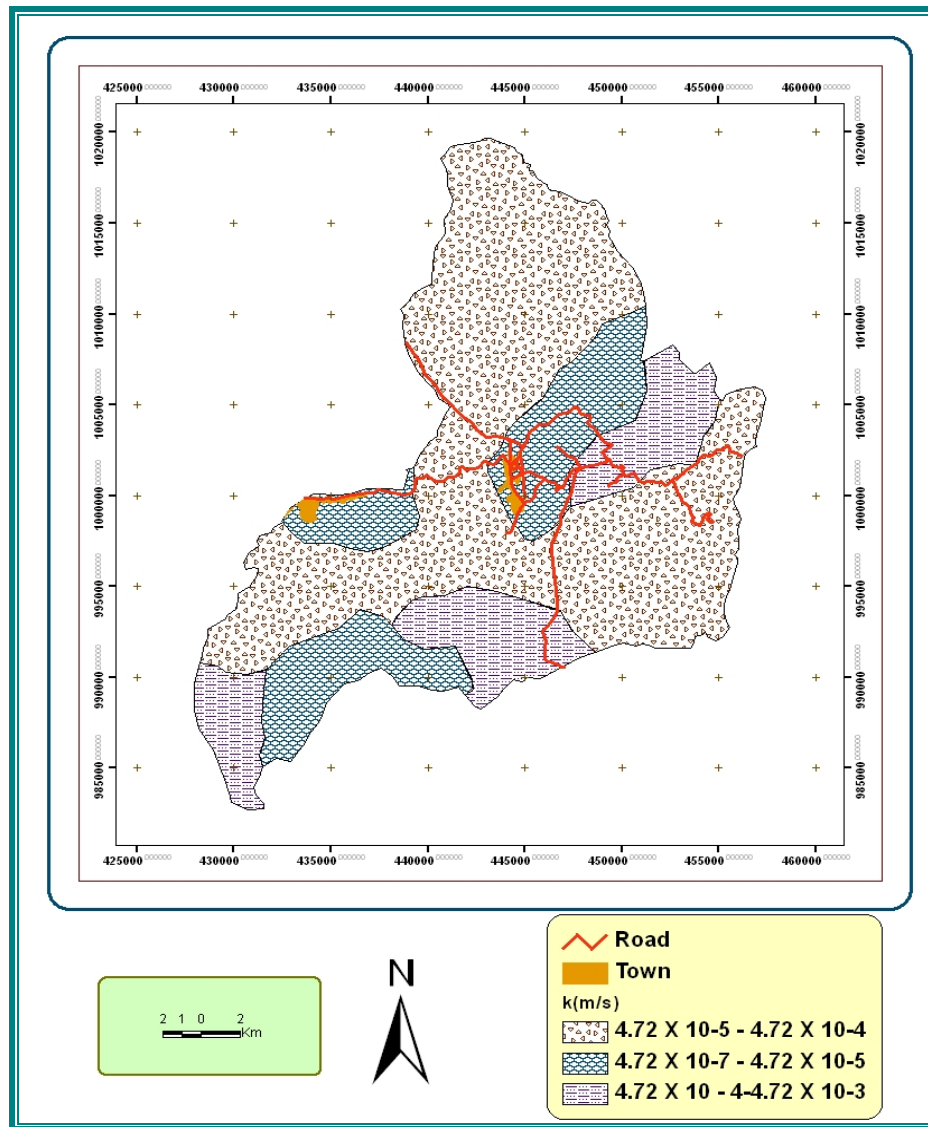 425000 430000 435000 440000 445000 450000 455000 460000
1020000 1020000
1015000 1015000
1010000 1010000
1005000 1005000
1000000 1000000
995000 995000
990000 990000
985000 985000
425000 430000 435000 440000 445000 450000 455000 460000
N
2 1 0 2
Km
Road
Town
k(m/s)
4.72 X 10-5 - 4.72 X 10-4
4.72 X 10-7 - 4.72 X 10-5
4.72 X 10 - 4-4.72 X 10-3